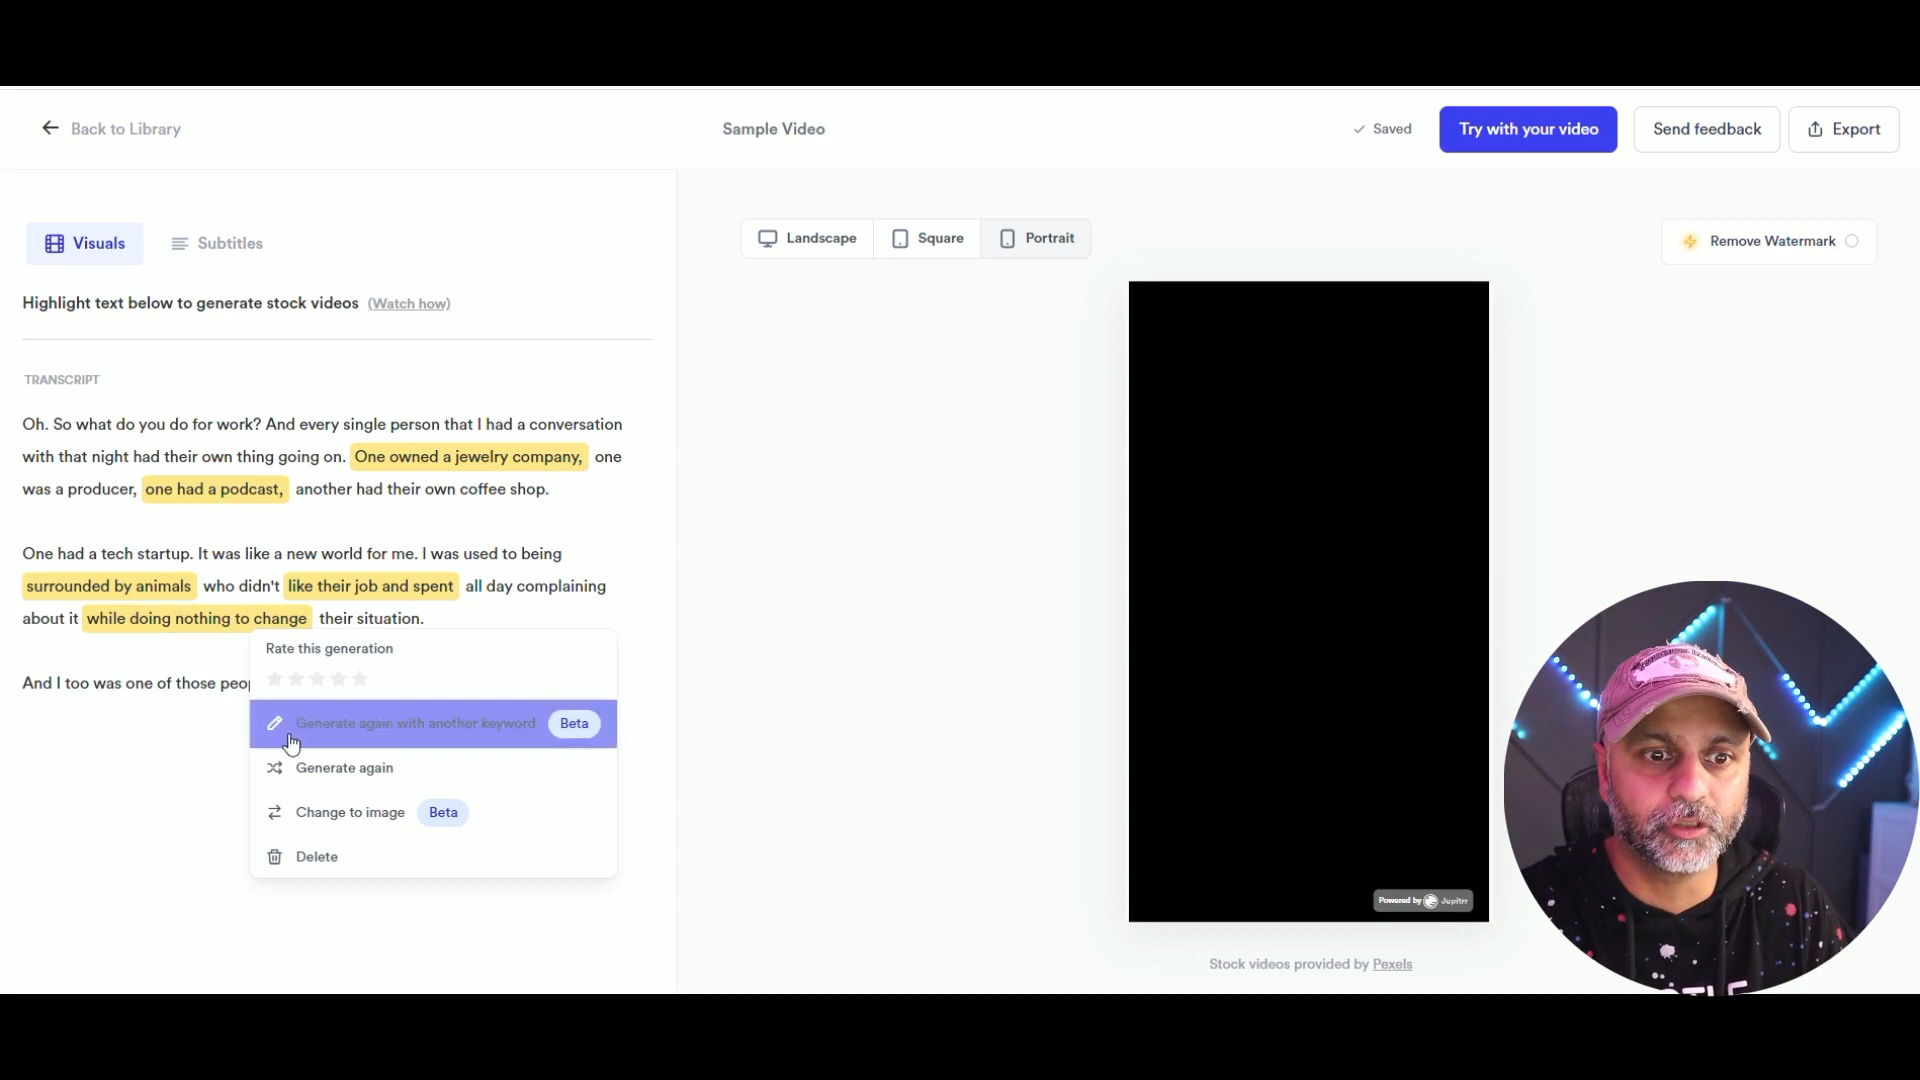 Back to Library
Sample Video
Saved
Try with your video
Send feedback
Export
Visuals
Subtitles
Landscape
Square
Portrait
Remove Watermark
Highlight text below to generate stock videos (Watch how)
TRANSCRIPT
Oh. So what do you do for work? And every single person that I had a conversation
with that night had their own thing going on. One owned a jewelry company, one
was a producer, one had a podcast, another had their own coffee shop.
One had a tech startup. It was like a new world for me. I was used to being
surrounded by animals who didn't like their job and spent all day complaining
about it while doing nothing to change their situation.
And I too was one of those
Rate this generation
Generate again with another keyword Beta
Generate again
Change to image Beta
Delete
Powered by Jupitrr
Stock videos provided by Pexels